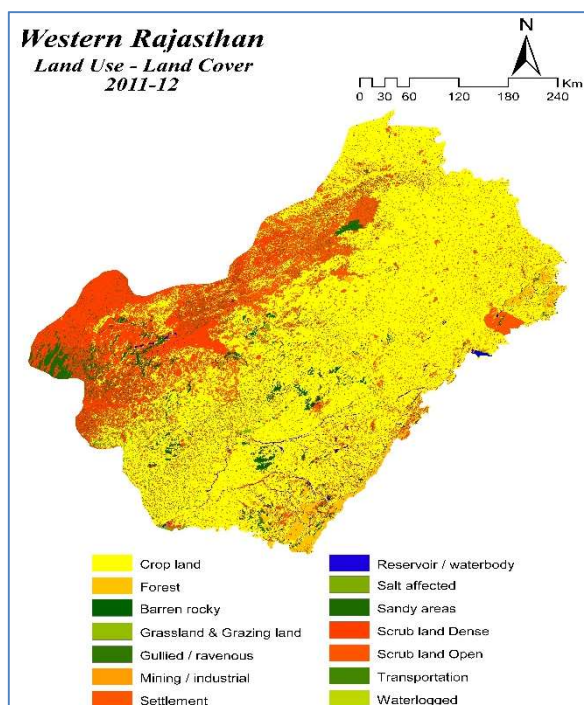 Western Rajasthan
Land Use - Land Cover
2011-12
N
Km
0 30 60 120 180 240
Crop land
Forest
Barren rocky
Grassland & Grazing land
Gullied / ravenous
Mining / industrial
Settlement
Reservoir / waterbody
Salt affected
Sandy areas
Scrub land Dense
Scrub land Open
Transportation
Waterlogged